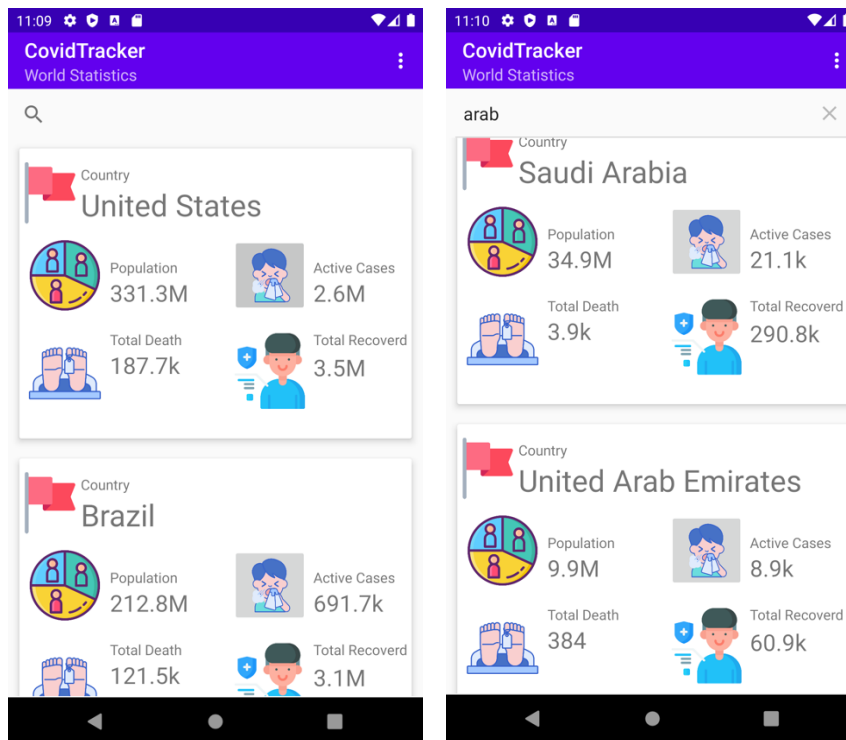 11:09
CovidTracker
World Statistics
Country
United States
Population
331.3M
Active Cases
2.6M
Total Death
187.7k
Total Recoverd
3.5M
Country
Brazil
Population
212.8M
Active Cases
691.7k
Total Death
121.5k
Total Recoverd
3.1M
11:10
CovidTracker
World Statistics
arab
Country
Saudi Arabia
Population
34.9M
Active Cases
21.1k
Total Death
3.9k
Total Recoverd
290.8k
Country
United Arab Emirates
Population
9.9M
Active Cases
8.9k
Total Death
384
Total Recoverd
60.9k